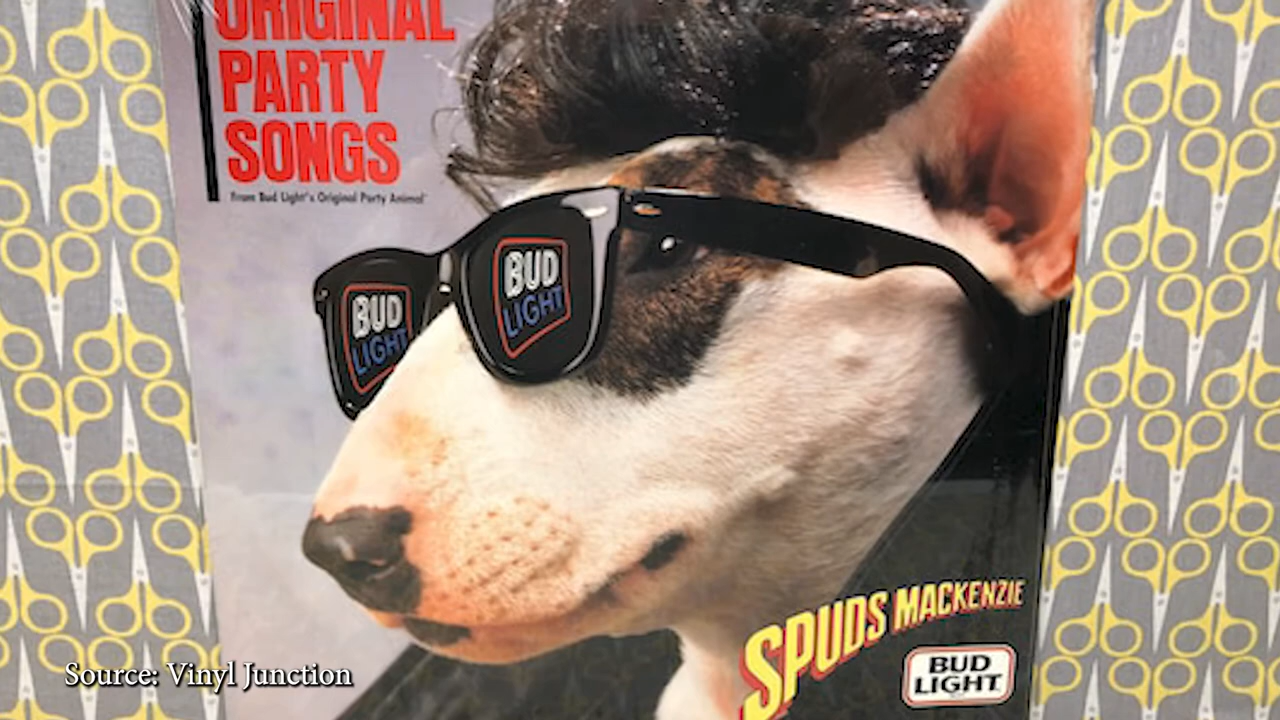 ORIGINAL
PARTY
SONGS
From Bud Light's Original Party Animal
BUD
LIGHT
BUD
LIGHT
SPUDS MACKENZIE
BUD
LIGHT
Source: Vinyl Junction